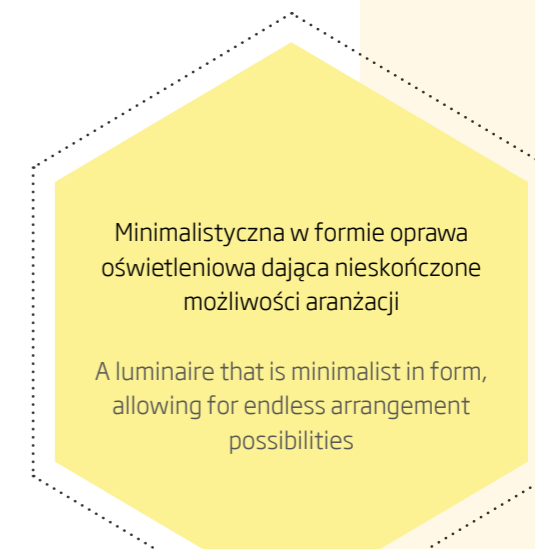 Minimalistyczna w formie oprawa
oświetleniowa dająca nieskończone
możliwości aranżacji
A luminaire that is minimalist in form,
allowing for endless arrangement
possibilities